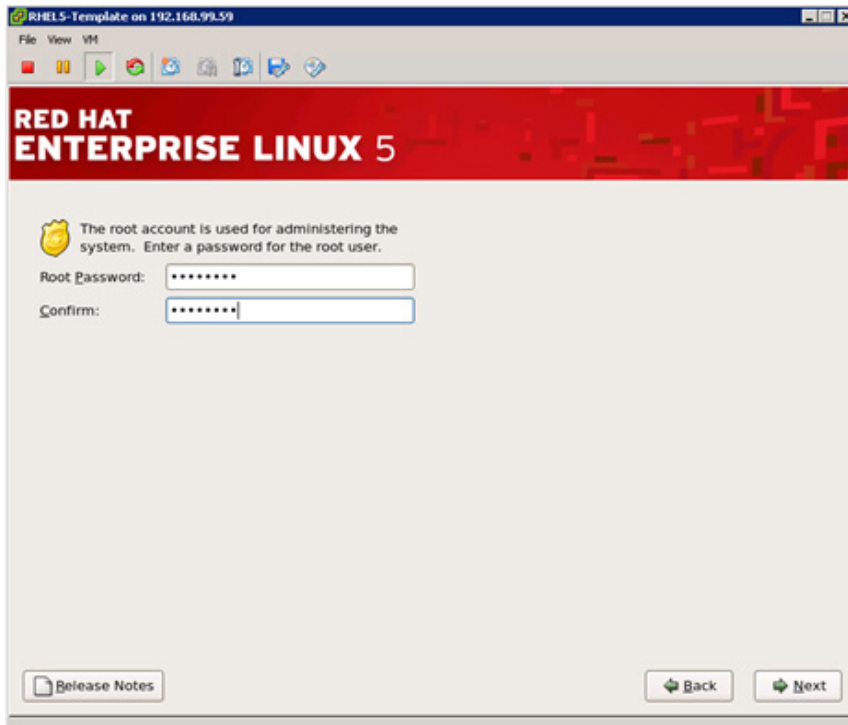 RHEL5-Template on 192.168.99.59
File View VM
RED HAT
ENTERPRISE LINUX 5
The root account is used for administering the
system. Enter a password for the root user.
Root Password: ••••••••
Confirm: ••••••••
Release Notes
Back
Next